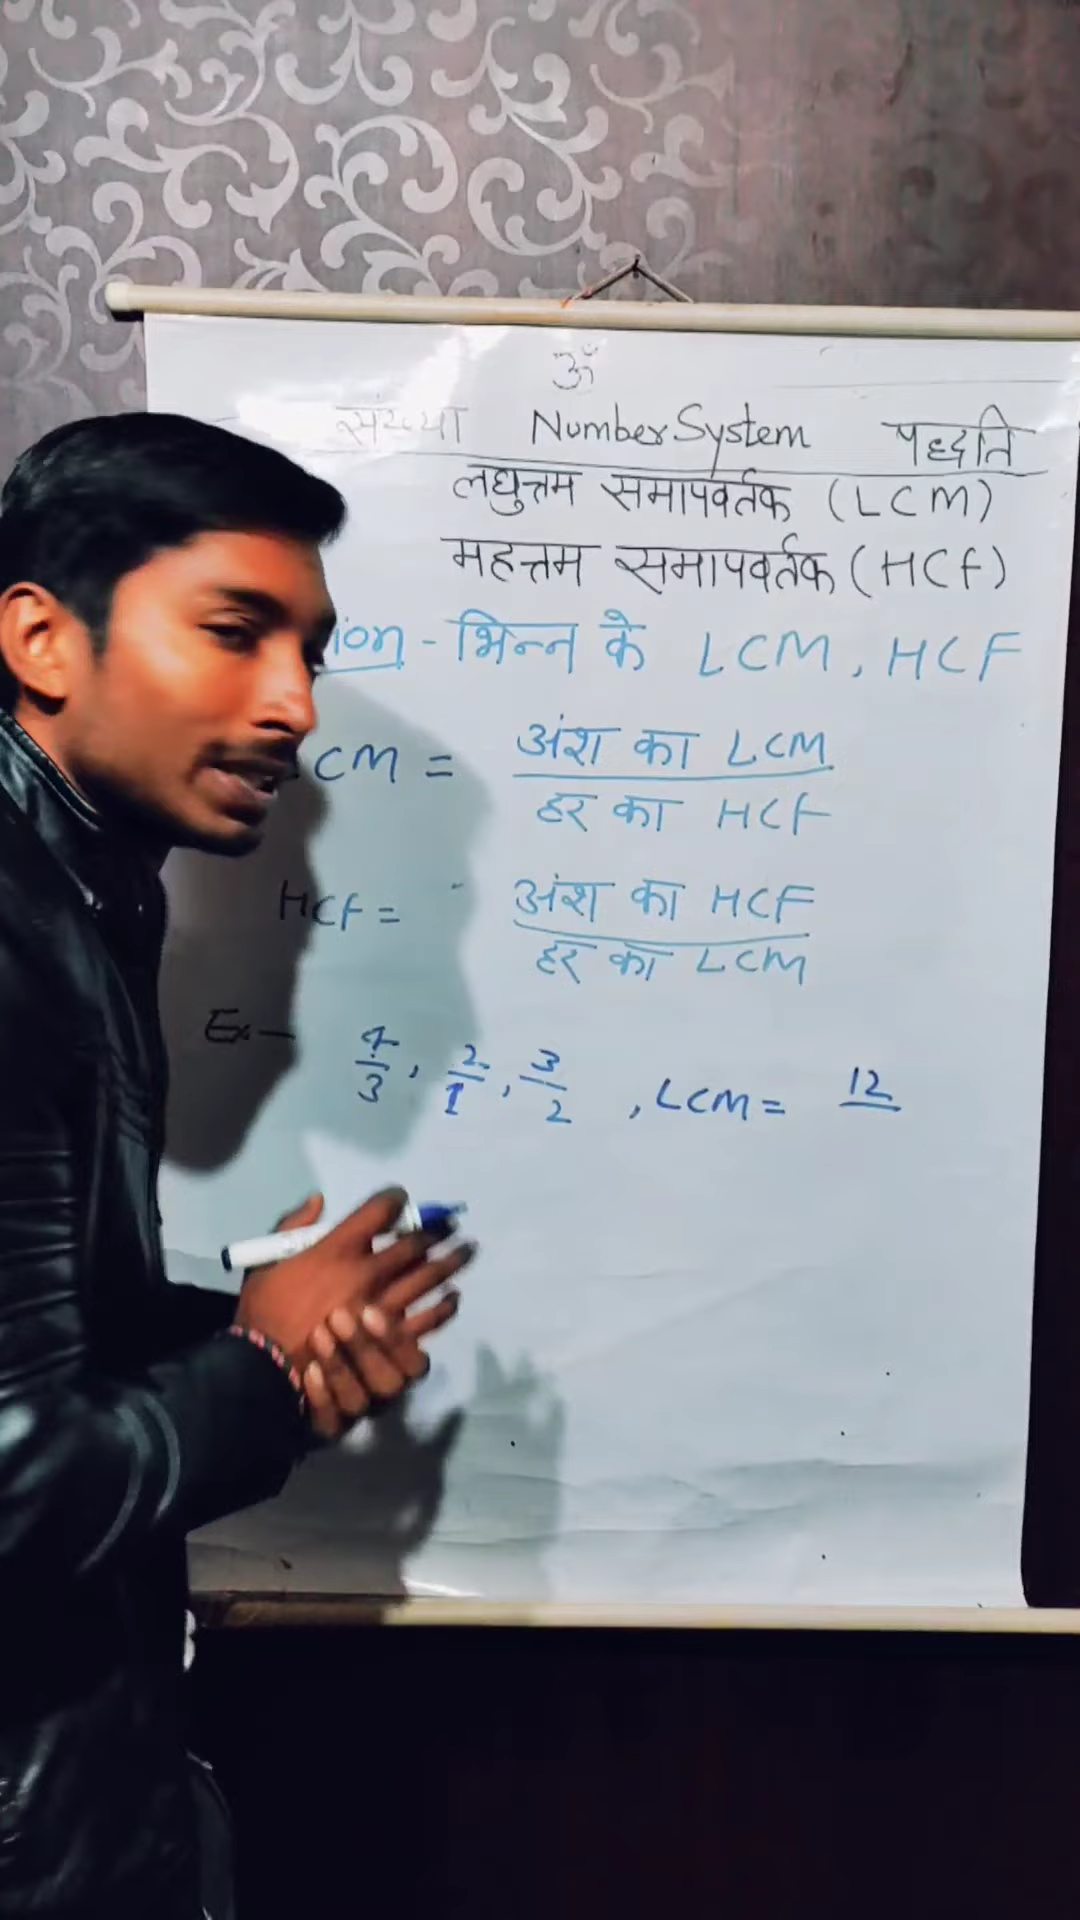 ॐ
संख्या Number System पद्धति
लघुत्तम समापवर्तक (LCM)
महत्तम समापवर्तक (HCf)
ion - भिन्न के LCM, HCF
CM = अंश का LCM / हर का HCF
HCf = अंश का HCF / हर का LCM
Ex- 4/3, 2/1, 3/2, LCM = 12